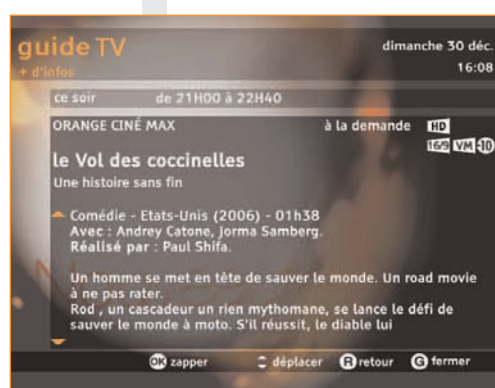 guide TV
dimanche 30 déc.
+ d'infos
16:08
ce soir de 21H00 à 22H40
ORANGE CINÉ MAX à la demande HD
16/9 VM -10
le Vol des coccinelles
Une histoire sans fin
Comédie - Etats-Unis (2006) - 01h38
Avec : Andrey Catone, Jorma Samberg.
Réalisé par : Paul Shifa.
Un homme se met en tête de sauver le monde. Un road movie
à ne pas rater.
Rod , un cascadeur un rien mythomane, se lance le défi de
sauver le monde à moto. S'il réussit, le diable lui
OK zapper déplacer R retour G fermer